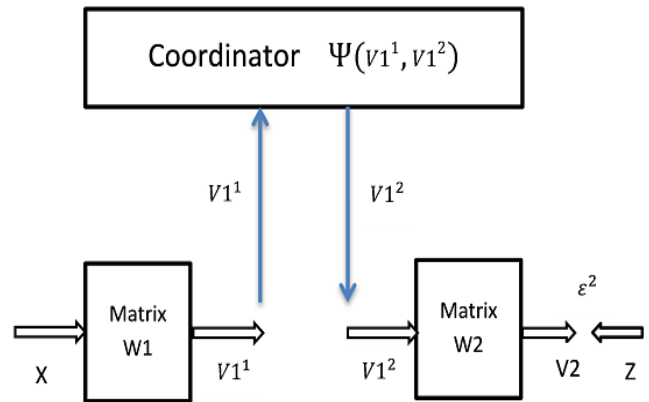 Coordinator Ψ(V1¹, V1²)
V1¹ V1²
Matrix W1
Matrix W2
ε²
X V1¹ V1² V2 Z